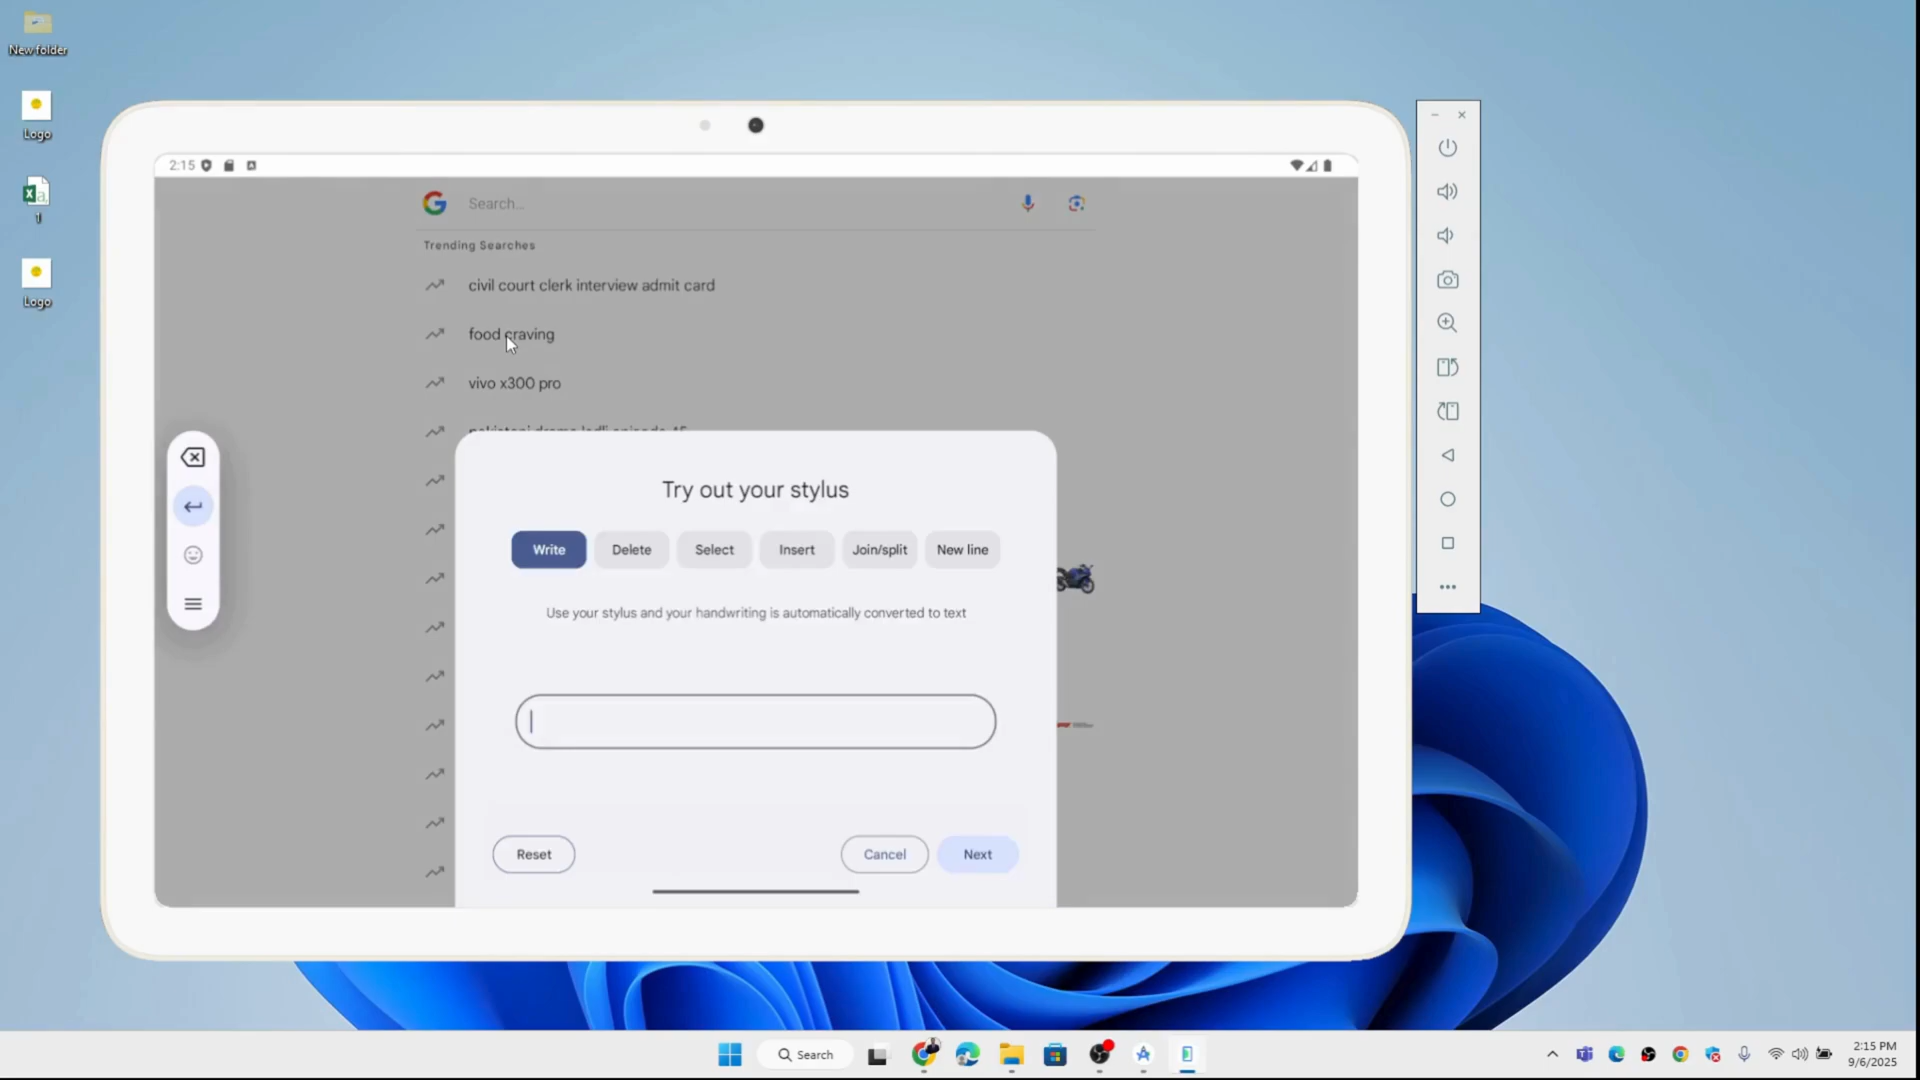 New folder
Logo
1
Logo
2:15
Search...
Trending Searches
civil court clerk interview admit card
food craving
vivo x300 pro
Try out your stylus
Write
Delete
Select
Insert
Join/split
New line
Use your stylus and your handwriting is automatically converted to text
Reset
Cancel
Next
Search
2:15 PM
9/6/2025